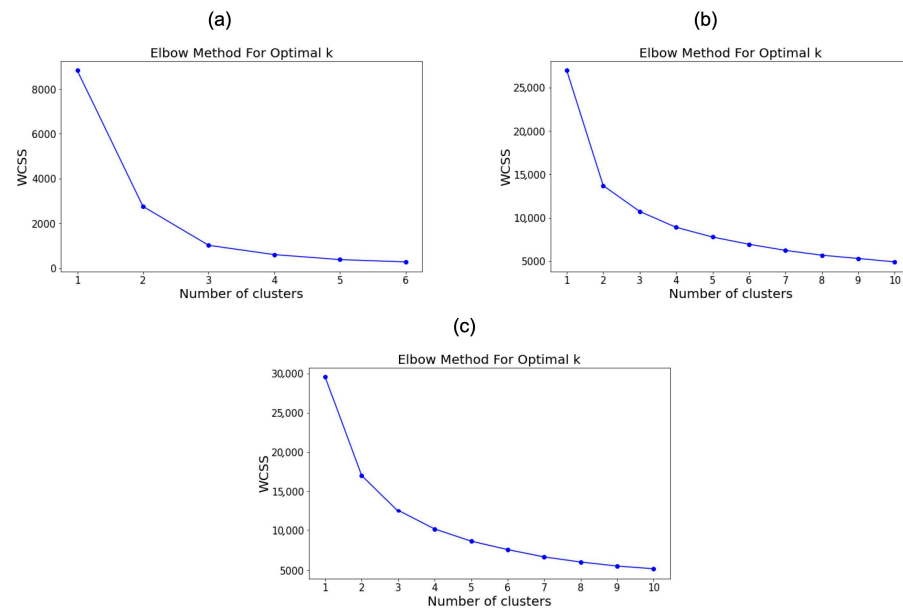 (a)
Elbow Method For Optimal k
8000
6000
4000
2000
0
WCSS
1 2 3 4 5 6
Number of clusters
(b)
Elbow Method For Optimal k
25,000
20,000
15,000
10,000
5000
WCSS
1 2 3 4 5 6 7 8 9 10
Number of clusters
(c)
Elbow Method For Optimal k
30,000
25,000
20,000
15,000
10,000
5000
WCSS
1 2 3 4 5 6 7 8 9 10
Number of clusters